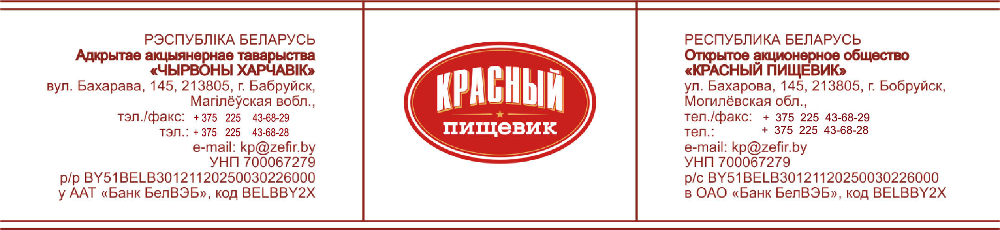 РЭСПУБЛІКА БЕЛАРУСЬ
Адкрытае акцыянернае таварыства
«ЧЫРВОНЫ ХАРЧАВІК»
вул. Бахарава, 145, 213805, г. Бабруйск,
Магілёўская вобл.,
тэл./факс: + 375 225 43-68-29
тэл.: + 375 225 43-68-28
e-mail: kp@zefir.by
УНП 700067279
р/р BY51BELB30121120250030226000
у ААТ «Банк БелВЭБ», код BELBBY2X
КРАСНЫЙ
ПИЩЕВИК
РЕСПУБЛИКА БЕЛАРУСЬ
Открытое акционерное общество
«КРАСНЫЙ ПИЩЕВИК»
ул. Бахарова, 145, 213805, г. Бобруйск,
Могилёвская обл.,
тел./факс: + 375 225 43-68-29
тел.: + 375 225 43-68-28
e-mail: kp@zefir.by
УНП 700067279
р/с BY51BELB30121120250030226000
в ОАО «Банк БелВЭБ», код BELBBY2X